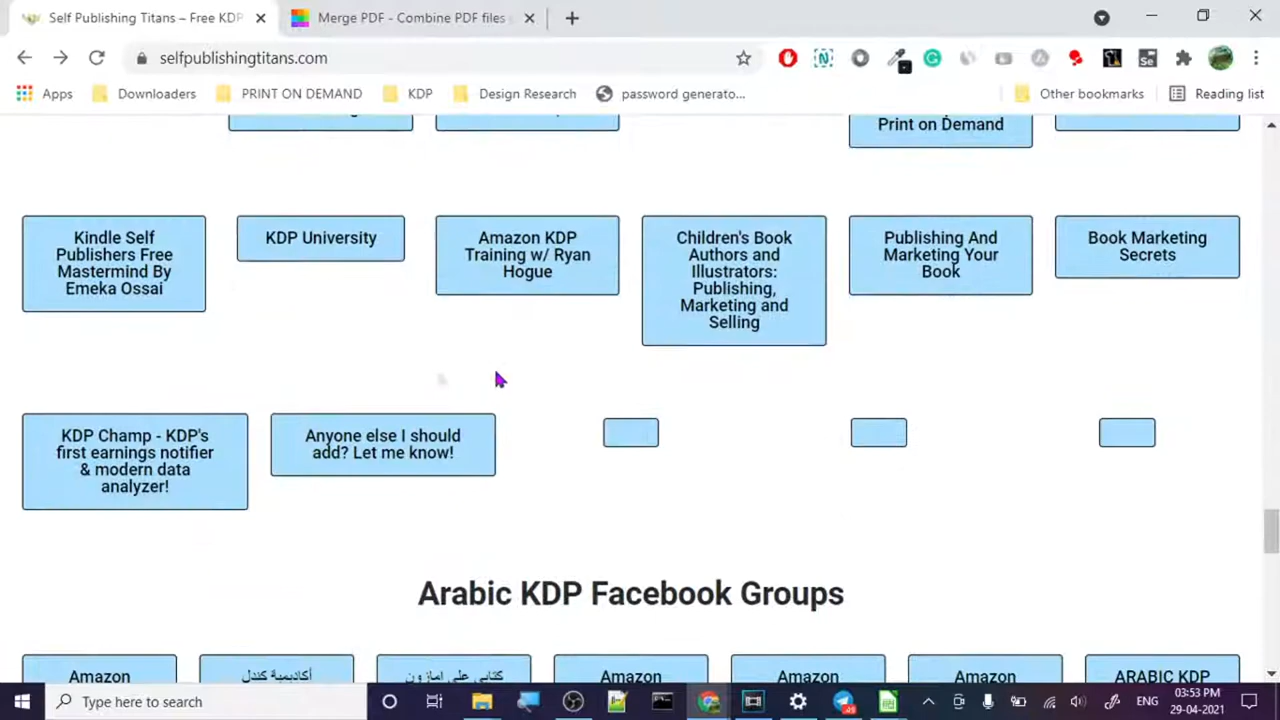 Self Publishing Titans – Free KDP
Merge PDF - Combine PDF files
selfpublishingtitans.com
Apps
Downloaders
PRINT ON DEMAND
KDP
Design Research
password generato...
Other bookmarks
Reading list
Print on Demand
Kindle Self
Publishers Free
Mastermind By
Emeka Ossai
KDP University
Amazon KDP
Training w/ Ryan
Hogue
Children's Book
Authors and
Illustrators:
Publishing,
Marketing and
Selling
Publishing And
Marketing Your
Book
Book Marketing
Secrets
KDP Champ - KDP's
first earnings notifier
& modern data
analyzer!
Anyone else I should
add? Let me know!
Arabic KDP Facebook Groups
Amazon
أكاديمية كندل
كتابي على امازون
Amazon
Amazon
Amazon
ARABIC KDP
Type here to search
ENG
03:53 PM
29-04-2021